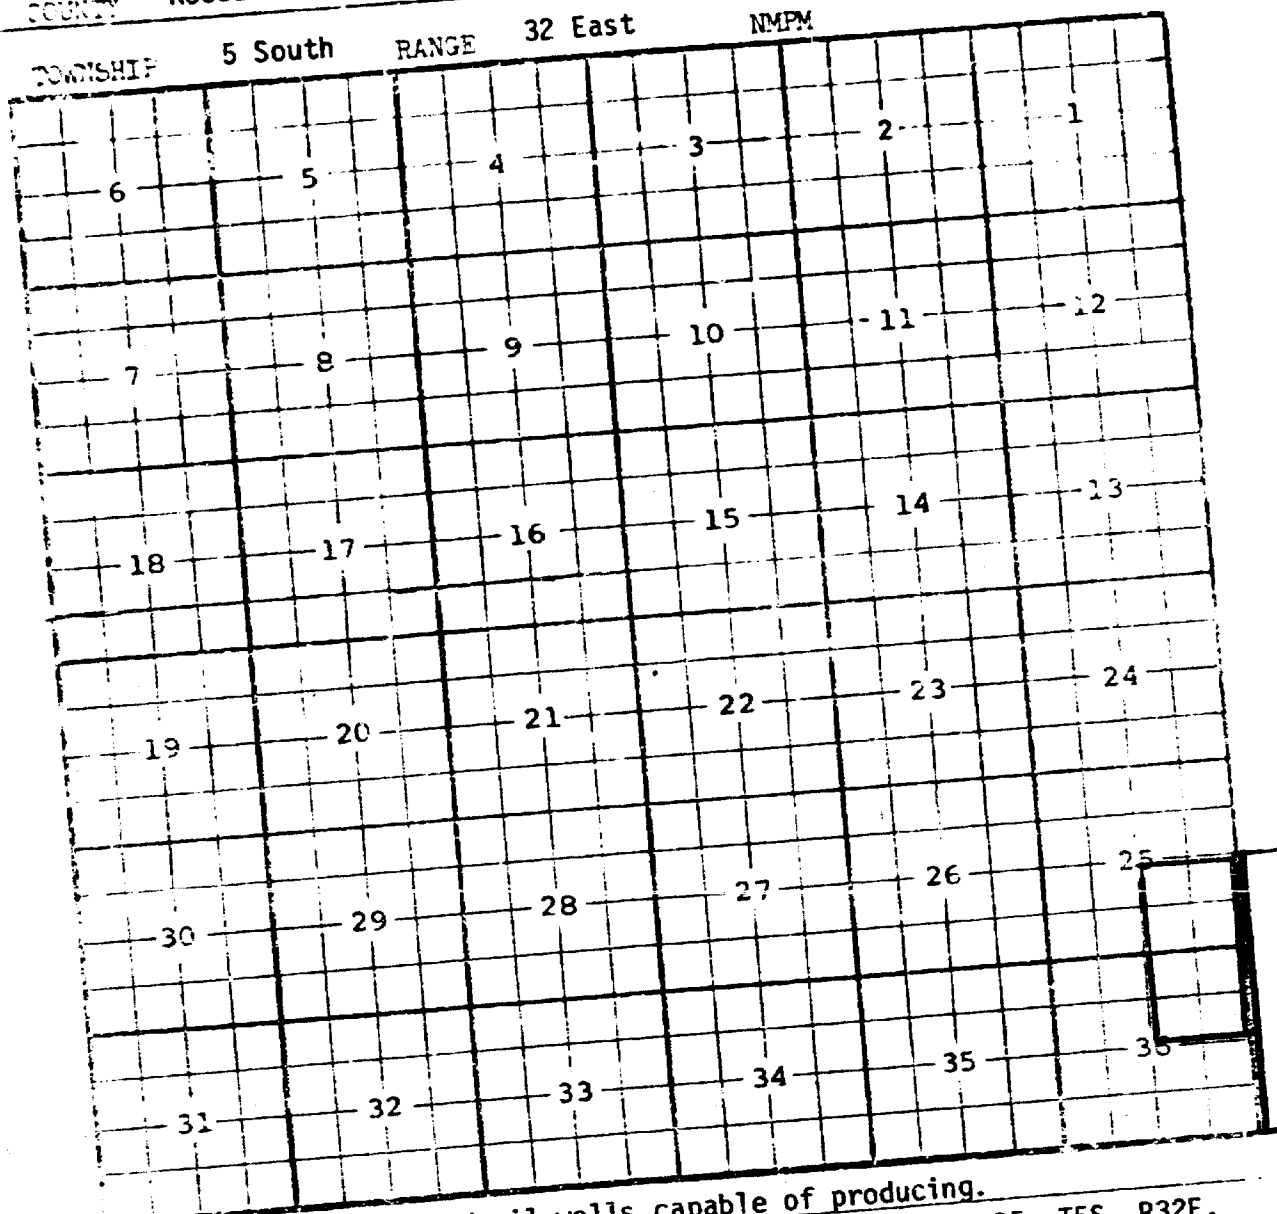 COUNTY
TOWNSHIP 5 South RANGE 32 East NMPM
6 5 4 3 2 1
7 8 9 10 11 12
18 17 16 15 14 13
19 20 21 22 23 24
30 29 28 27 26 25
31 32 33 34 35 36
wells capable of producing.
R32E,